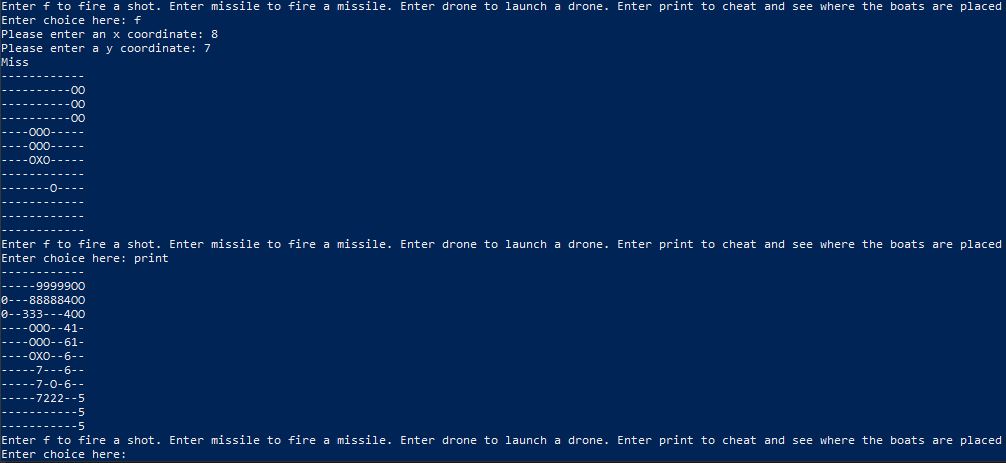 Enter f to fire a shot. Enter missile to fire a missile. Enter drone to launch a drone. Enter print to cheat and see where the boats are placed
Enter choice here: f
Please enter an x coordinate: 8
Please enter a y coordinate: 7
Miss
------------
----------OO
----------OO
----------OO
----OOO-----
----OOO-----
----OXO-----
------------
-------O----
------------
------------
------------
Enter f to fire a shot. Enter missile to fire a missile. Enter drone to launch a drone. Enter print to cheat and see where the boats are placed
Enter choice here: print
------------
-----99999OO
0---888884OO
0--333---4OO
----OOO--41-
----OOO--61-
----OXO--6--
-----7---6--
-----7-O-6--
-----7222--5
-----------5
-----------5
Enter f to fire a shot. Enter missile to fire a missile. Enter drone to launch a drone. Enter print to cheat and see where the boats are placed
Enter choice here: